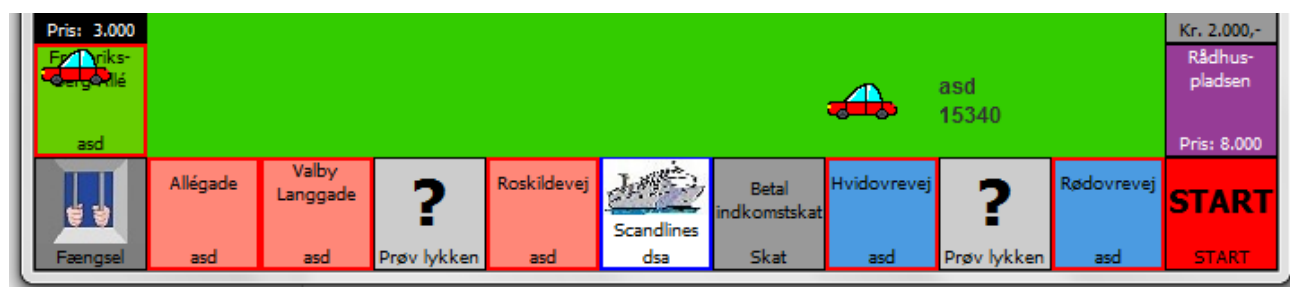 Pris: 3.000
Kr. 2.000,-
Rådhus-
pladsen
Pris: 8.000
asd
asd
15340
Fængsel
Allégade
asd
Valby
Langgade
asd
?
Prøv lykken
Roskildevej
asd
Scandlines
dsa
Betal
indkomstskat
Skat
Hvidovrevej
asd
?
Prøv lykken
Rødovrevej
asd
START
START